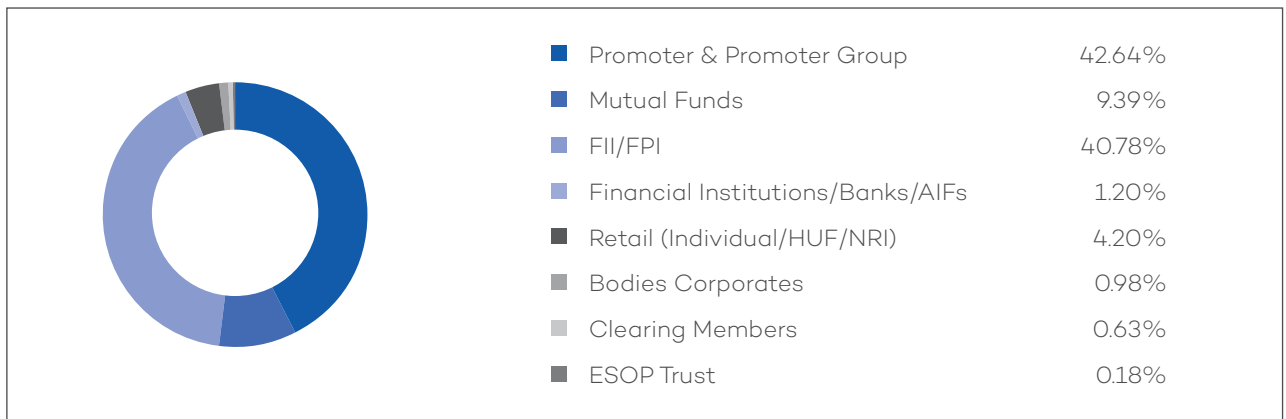 Promoter & Promoter Group 42.64%
Mutual Funds 9.39%
FII/FPI 40.78%
Financial Institutions/Banks/AIFs 1.20%
Retail (Individual/HUF/NRI) 4.20%
Bodies Corporates 0.98%
Clearing Members 0.63%
ESOP Trust 0.18%